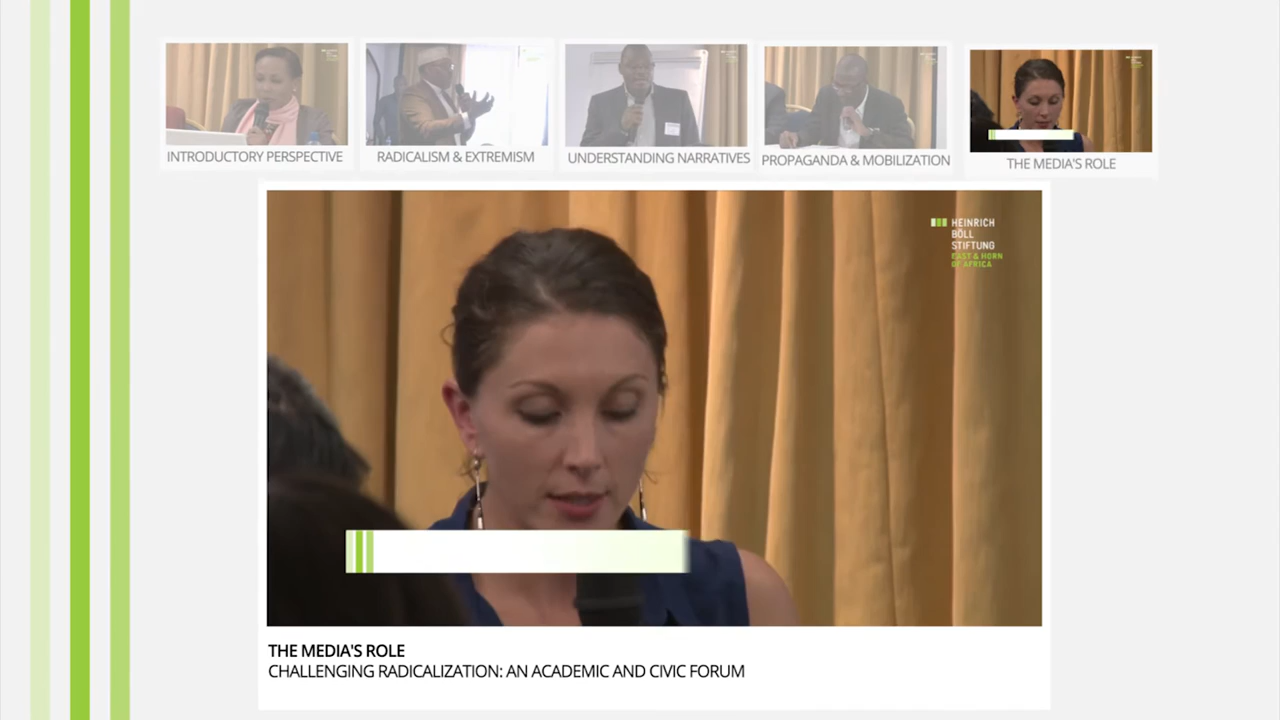 INTRODUCTORY PERSPECTIVE
RADICALISM & EXTREMISM
UNDERSTANDING NARRATIVES
PROPAGANDA & MOBILIZATION
THE MEDIA'S ROLE
HEINRICH
BÖLL
STIFTUNG
EAST & HORN
OF AFRICA
THE MEDIA'S ROLE
CHALLENGING RADICALIZATION: AN ACADEMIC AND CIVIC FORUM